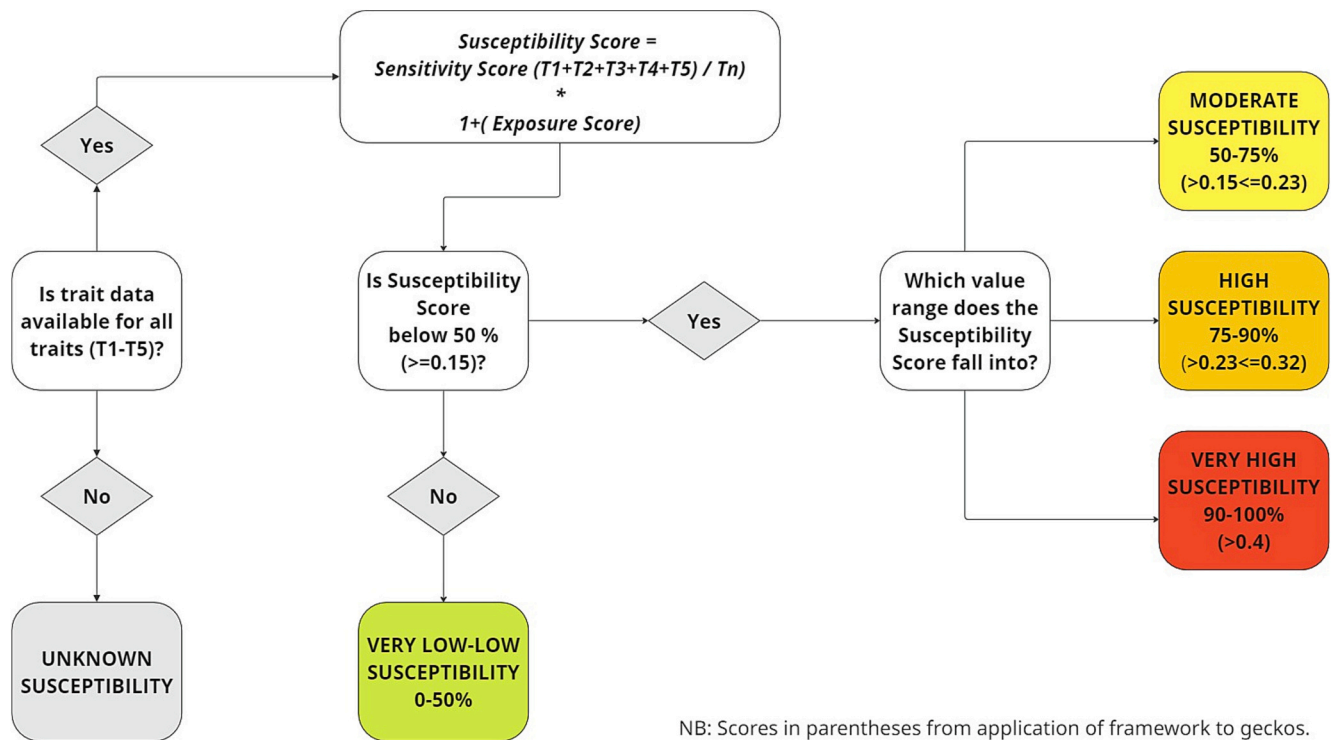 Susceptibility Score =
Sensitivity Score (T1+T2+T3+T4+T5) / Tn)
*
1+( Exposure Score)
Yes
Is trait data
available for all
traits (T1-T5)?
No
UNKNOWN
SUSCEPTIBILITY
Is Susceptibility
Score
below 50 %
(>=0.15)?
No
VERY LOW-LOW
SUSCEPTIBILITY
0-50%
Yes
Which value
range does the
Susceptibility
Score fall into?
MODERATE
SUSCEPTIBILITY
50-75%
(>0.15<=0.23)
HIGH
SUSCEPTIBILITY
75-90%
(>0.23<=0.32)
VERY HIGH
SUSCEPTIBILITY
90-100%
(>0.4)
NB: Scores in parentheses from application of framework to geckos.